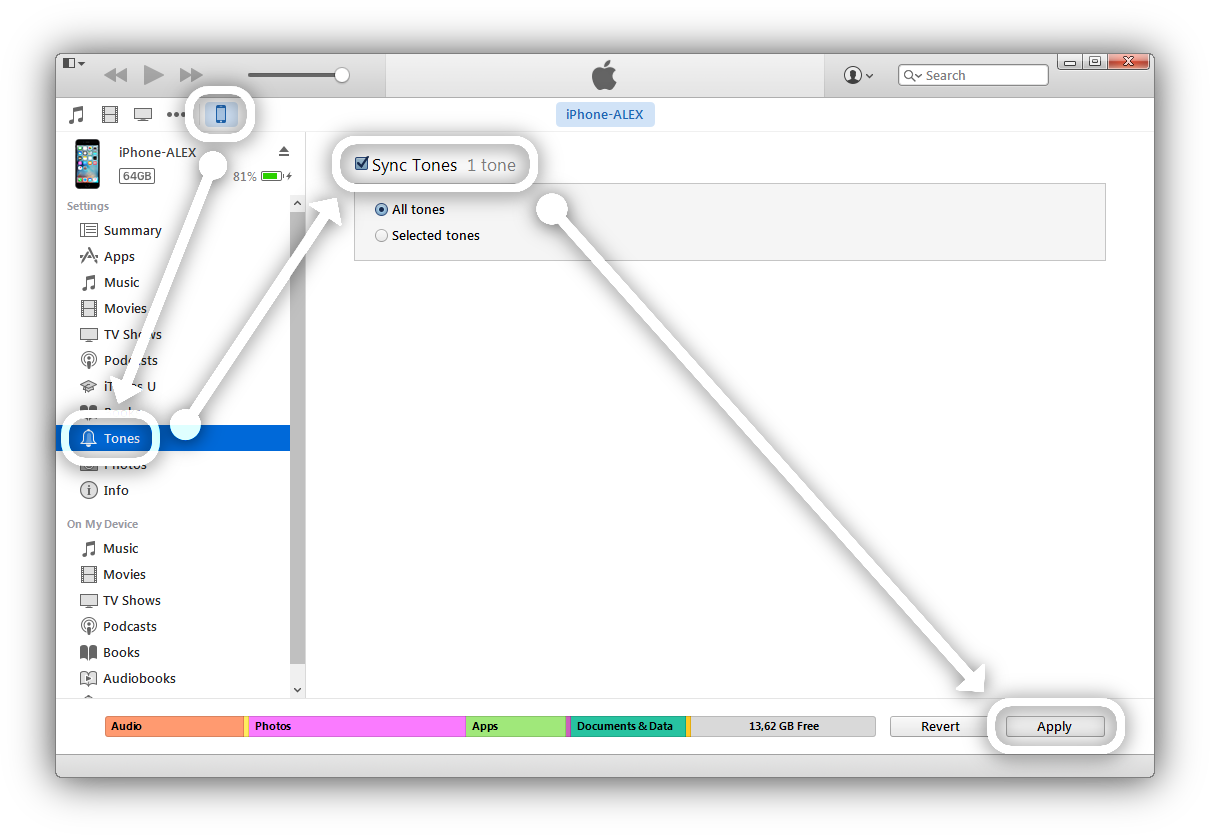 Search
iPhone-ALEX
iPhone-ALEX
64GB
81%
Sync Tones 1 tone
All tones
Selected tones
Settings
Summary
Apps
Music
Movies
TV Shows
Podcasts
iTunes U
Books
Tones
Photos
Info
On My Device
Music
Movies
TV Shows
Podcasts
Books
Audiobooks
Audio
Photos
Apps
Documents & Data
13,62 GB Free
Revert
Apply